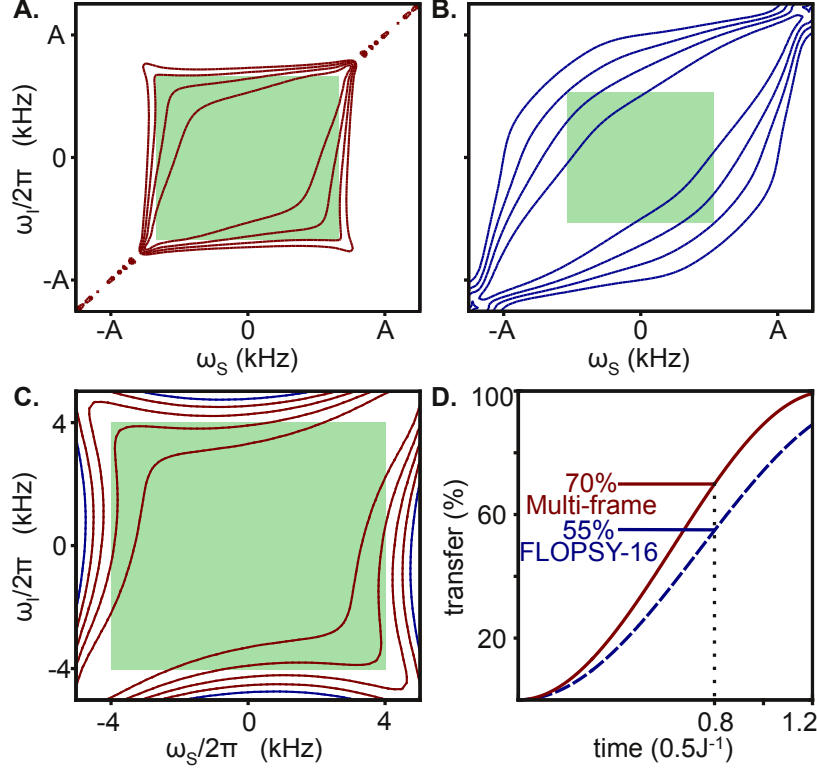 A.
A
0
-A
ω_I/2π (kHz)
-A
0
A
ω_S (kHz)
B.
-A
0
A
ω_S (kHz)
C.
4
0
-4
ω_I/2π (kHz)
-4
0
4
ω_S/2π (kHz)
D.
100
60
20
transfer (%)
70%
Multi-frame
55%
FLOPSY-16
0.8
1.2
time (0.5J⁻¹)